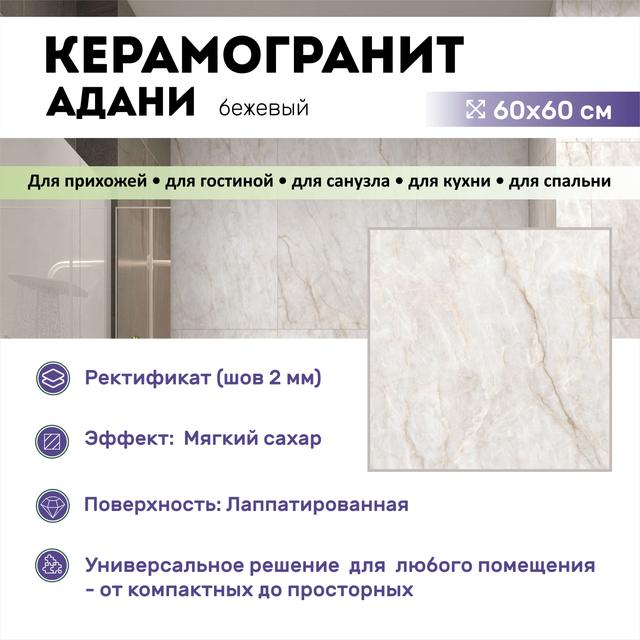 КЕРАМОГРАНИТ
АДАНИ бежевый
60x60 см
Для прихожей • для гостиной • для санузла • для кухни • для спальни
Ректификат (шов 2 мм)
Эффект: Мягкий сахар
Поверхность: Лаппатированная
Универсальное решение для любого помещения
- от компактных до просторных